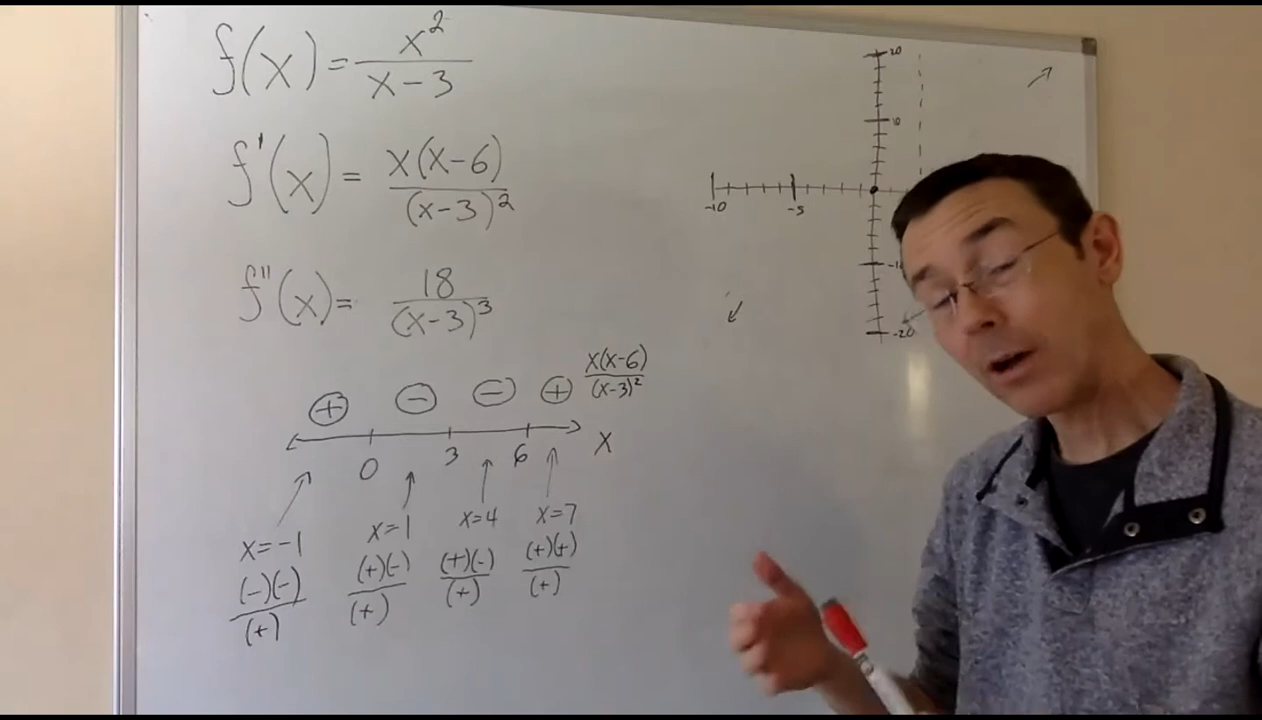 f(x) = x² / (x-3)
f'(x) = x(x-6) / (x-3)²
f''(x) = 18 / (x-3)³
+ - - + x(x-6) / (x-3)²
0 3 6 x
x=-1 x=1 x=4 x=7
(-)(-) / (+) (+)(-) / (+) (+)(-) / (+) (+)(+) / (+)
20
10
-10 -5
-20